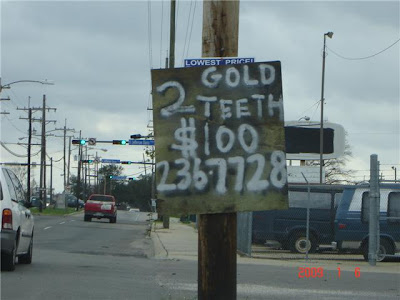 LOWEST PRICE!
2 GOLD
TEETH
$100
2367728